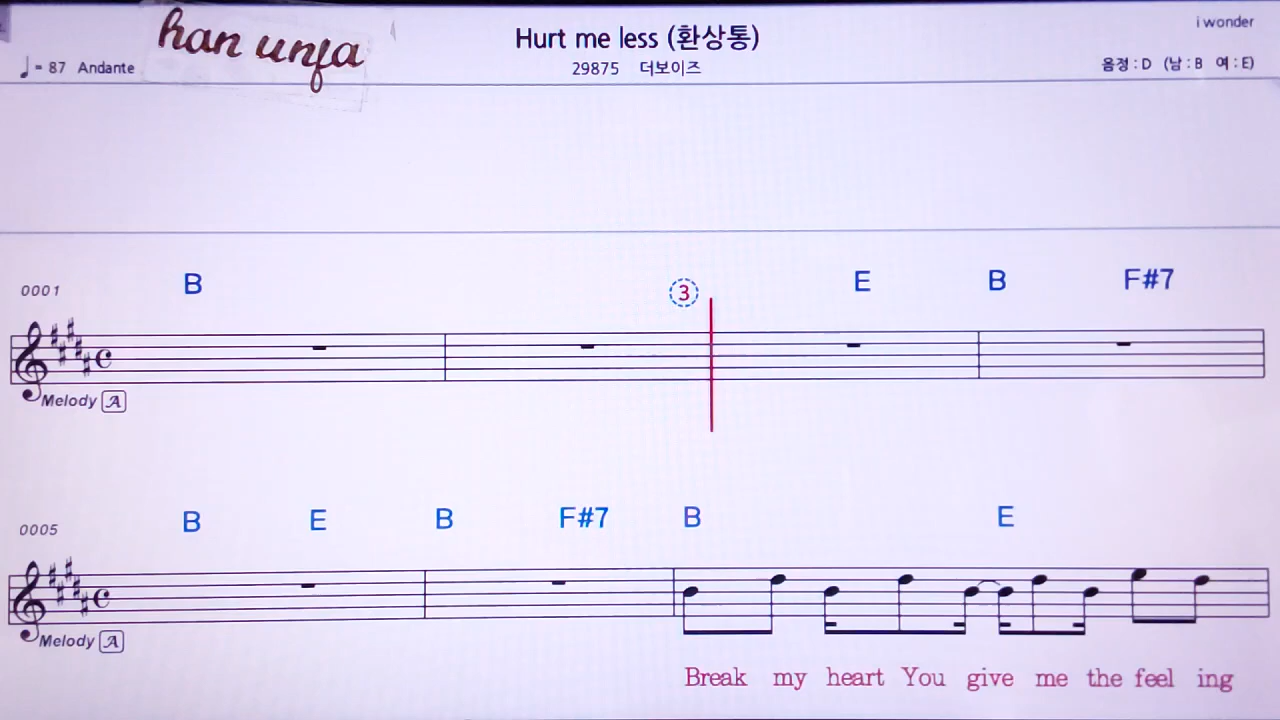 han unfa
Hurt me less (환상통)
i wonder
♩= 87 Andante
29875 더보이즈
음정 : D (남 : B 여 : E)
0001
B
3
E B F#7
Melody A
0005
B E B F#7 B E
Melody A
Break my heart You give me the feel ing